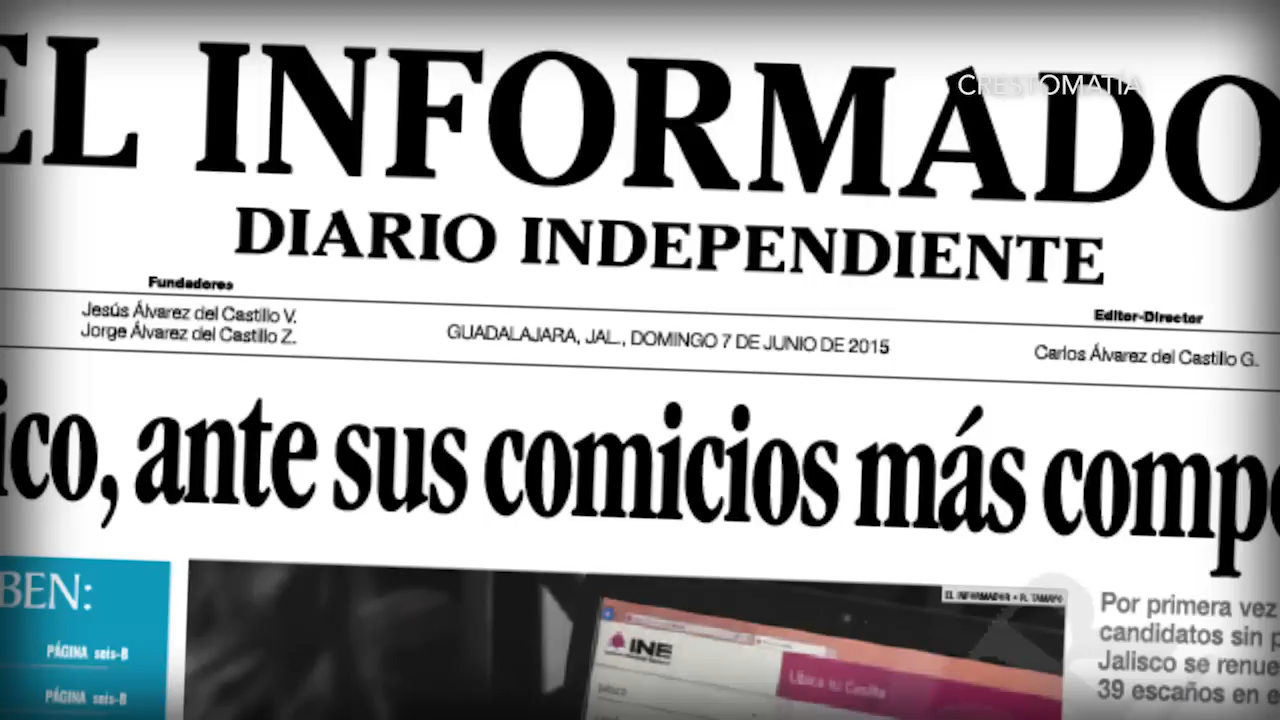 EL INFORMADO
CRESTOMATÍA
DIARIO INDEPENDIENTE
Fundadores
Jesús Álvarez del Castillo V.
Jorge Álvarez del Castillo Z.
GUADALAJARA, JAL., DOMINGO 7 DE JUNIO DE 2015
Editor-Director
Carlos Álvarez del Castillo G.
ico, ante sus comicios más comp
BEN:
PÁGINA seis-B
PÁGINA seis-B
EL INFORMADOR • R. TAMAYO
INE
Jalisco
Ubica tu Casilla
Por primera vez
candidatos sin p
Jalisco se renue
39 escaños en e